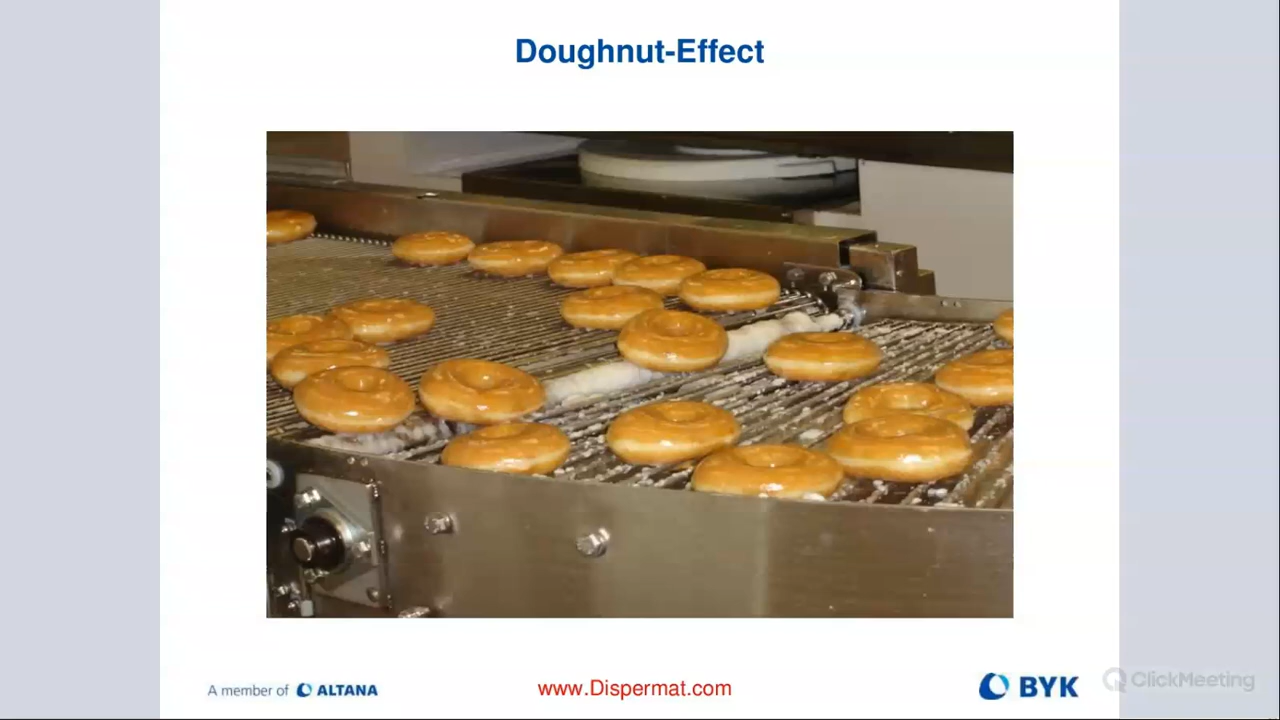 Doughnut-Effect
A member of ALTANA
www.Dispermat.com
BYK
ClickMeeting